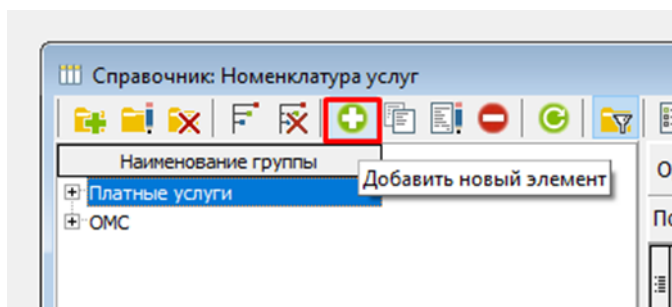 Справочник: Номенклатура услуг
Наименование группы
Добавить новый элемент
Платные услуги
ОМС